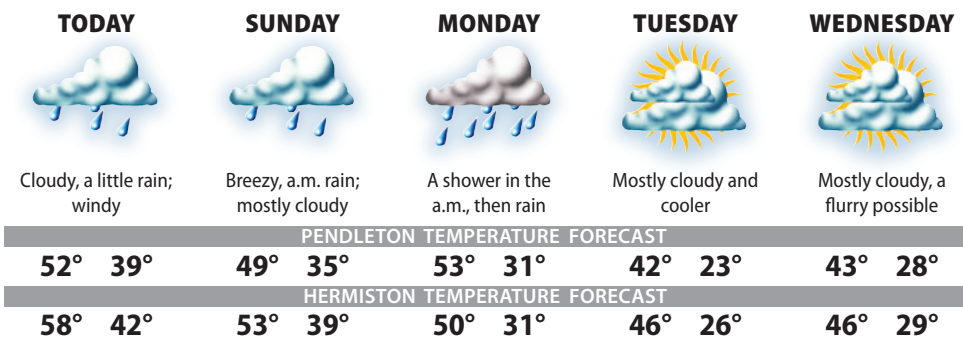 TODAY SUNDAY MONDAY TUESDAY WEDNESDAY
Cloudy, a little rain;
windy
Breezy, a.m. rain;
mostly cloudy
A shower in the
a.m., then rain
Mostly cloudy and
cooler
Mostly cloudy, a
flurry possible
PENDLETON TEMPERATURE FORECAST
52° 39° 49° 35° 53° 31° 42° 23° 43° 28°
HERMISTON TEMPERATURE FORECAST
58° 42° 53° 39° 50° 31° 46° 26° 46° 29°